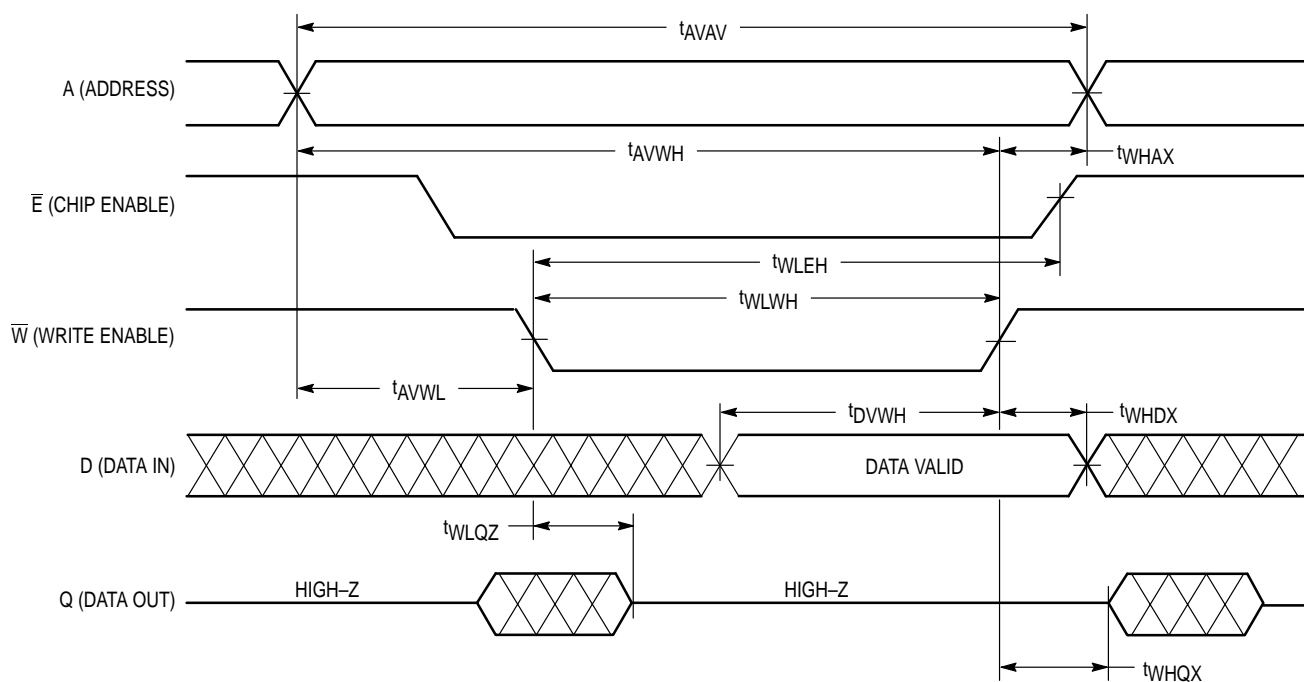 tAVAV
A (ADDRESS)
tAVWH
tWHAX
E̅ (CHIP ENABLE)
tWLEH
tWLWH
W̅ (WRITE ENABLE)
tAVWL
tDVWH
tWHDX
D (DATA IN)
DATA VALID
tWLQZ
Q (DATA OUT)
HIGH–Z
HIGH–Z
tWHQX